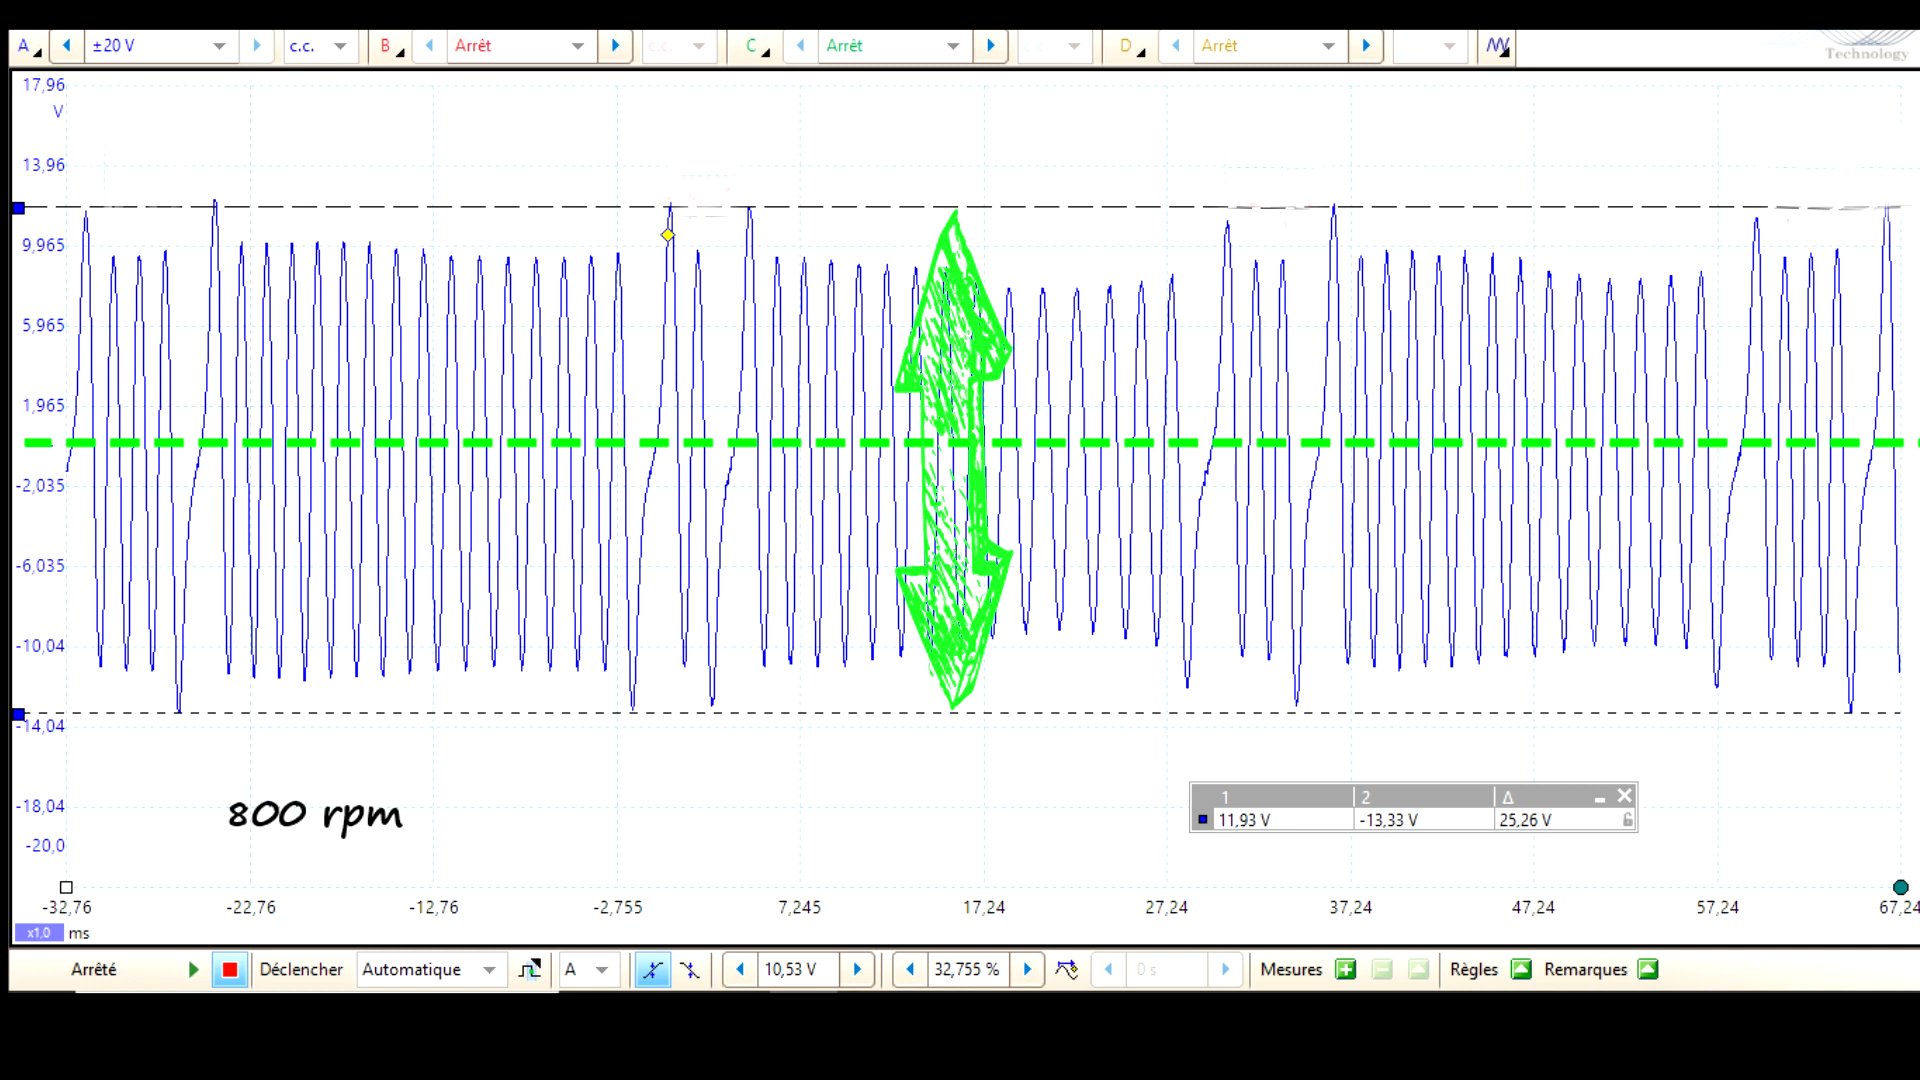 A ±20 V c.c. B Arrêt c.c. C Arrêt D Arrêt
Technology
17,96
V
13,96
9,965
5,965
1,965
-2,035
-6,035
-10,04
-14,04
-18,04
-20,0
800 rpm
1 2 Δ
11,93 V -13,33 V 25,26 V
-32,76 -22,76 -12,76 -2,755 7,245 17,24 27,24 37,24 47,24 57,24 67,24
x1,0 ms
Arrêté Déclencher Automatique A 10,53 V 32,755 % 0 s Mesures Règles Remarques